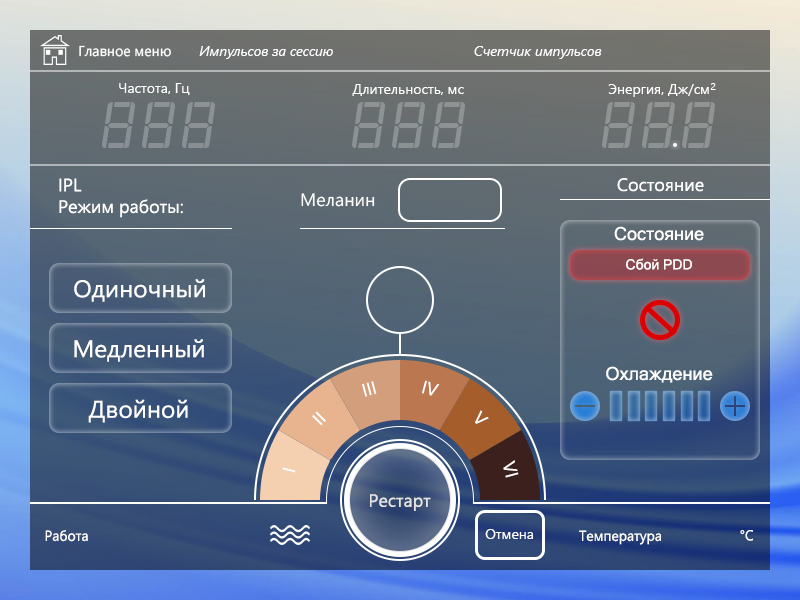 Главное меню
Импульсов за сессию
Счетчик импульсов
Частота, Гц
Длительность, мс
Энергия, Дж/см²
888
888
88.8
IPL
Режим работы:
Меланин
Состояние
Состояние
Сбой PDD
Одиночный
Медленный
Двойной
Охлаждение
I
II
III
IV
V
VI
Рестарт
Работа
Отмена
Температура
°C